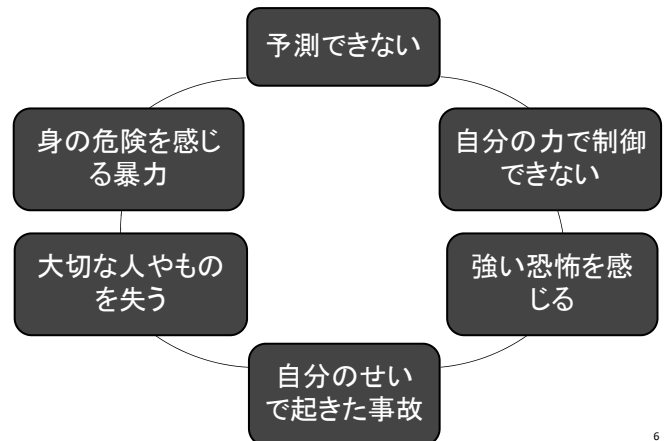 予測できない
自分の力で制御
できない
強い恐怖を感
じる
自分のせい
で起きた事故
大切な人やもの
を失う
身の危険を感じ
る暴力
6